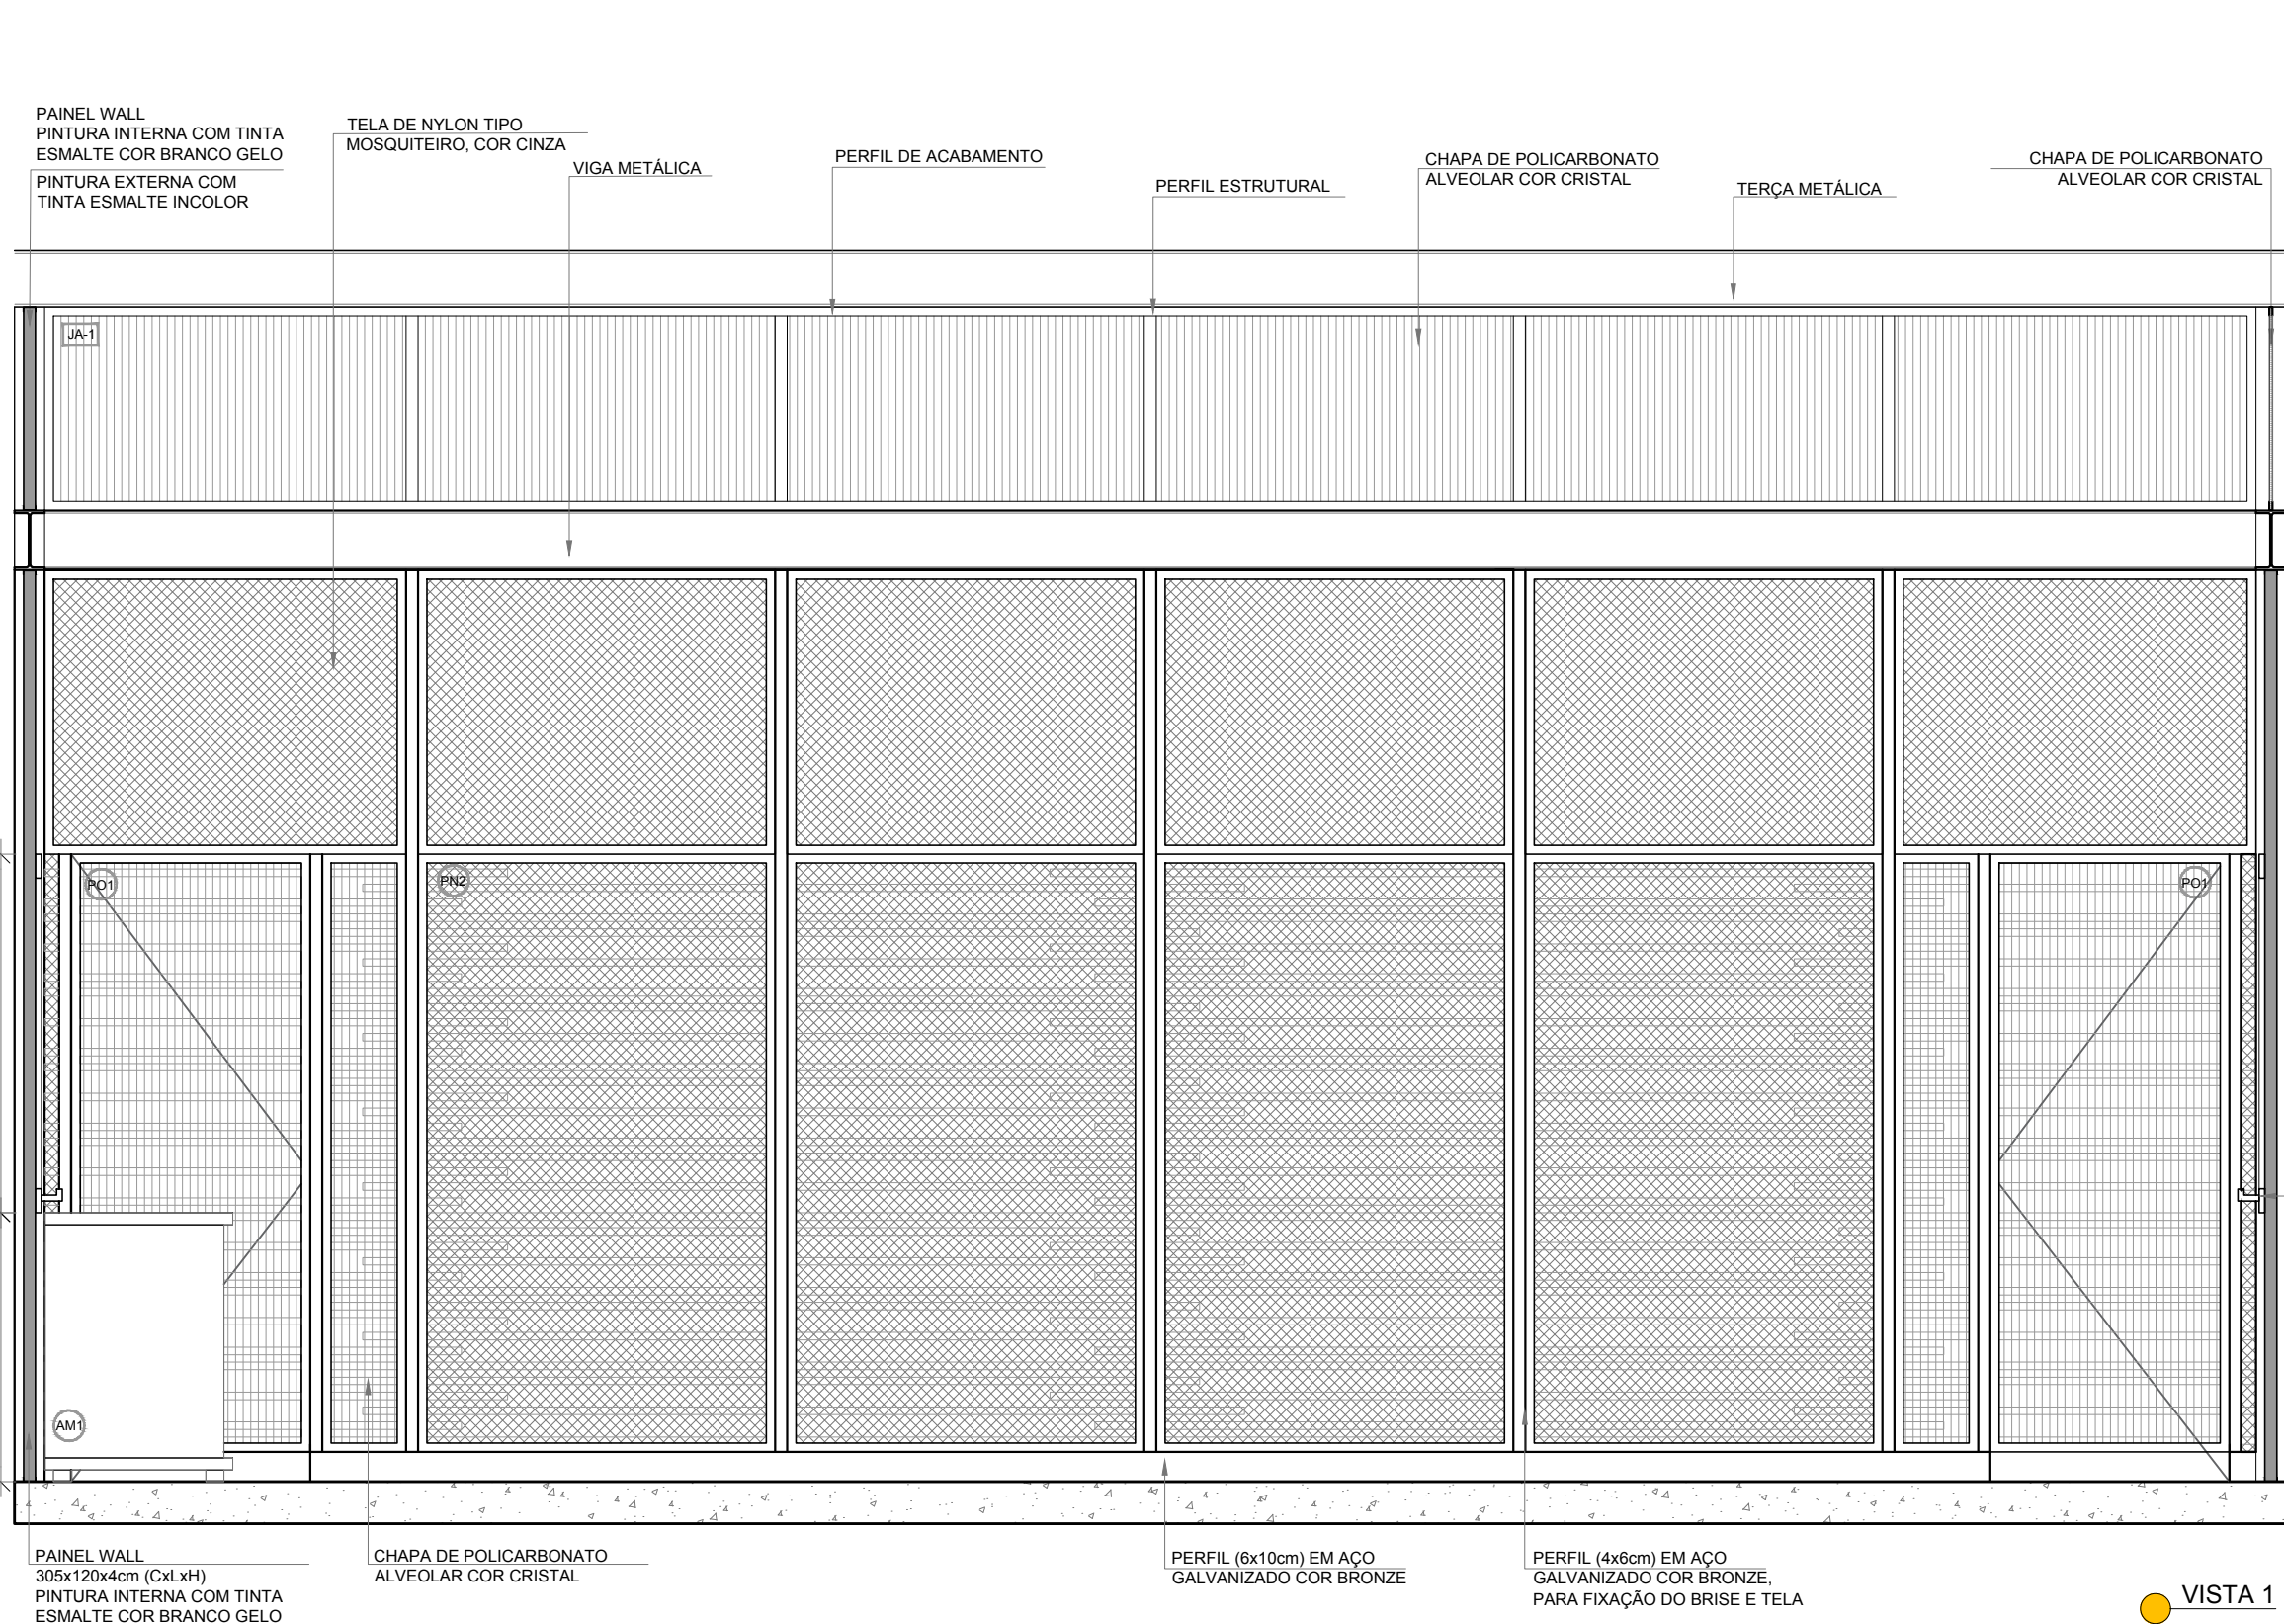 PAINEL WALL
PINTURA INTERNA COM TINTA
ESMALTE COR BRANCO GELO
PINTURA EXTERNA COM
TINTA ESMALTE INCOLOR
TELA DE NYLON TIPO
MOSQUITEIRO, COR CINZA
VIGA METÁLICA
PERFIL DE ACABAMENTO
PERFIL ESTRUTURAL
CHAPA DE POLICARBONATO
ALVEOLAR COR CRISTAL
TERÇA METÁLICA
CHAPA DE POLICARBONATO
ALVEOLAR COR CRISTAL
JA-1
PO1
PN2
PO1
AM1
PAINEL WALL
305x120x4cm (CxLxH)
PINTURA INTERNA COM TINTA
ESMALTE COR BRANCO GELO
CHAPA DE POLICARBONATO
ALVEOLAR COR CRISTAL
PERFIL (6x10cm) EM AÇO
GALVANIZADO COR BRONZE
PERFIL (4x6cm) EM AÇO
GALVANIZADO COR BRONZE,
PARA FIXAÇÃO DO BRISE E TELA
VISTA 1